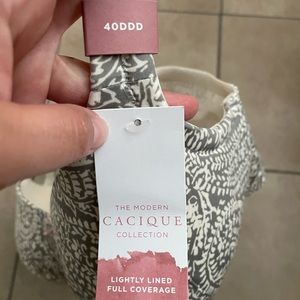 40DDD
THE MODERN
CACIQUE
COLLECTION
LIGHTLY LINED
FULL COVERAGE